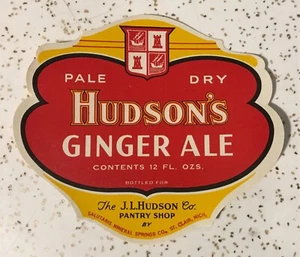 PALE DRY
HUDSON'S
GINGER ALE
CONTENTS 12 FL. OZS.
BOTTLED FOR
The J.L.HUDSON Co.
PANTRY SHOP
BY
SALUTARIS MINERAL SPRINGS CO., ST. CLAIR, MICH.